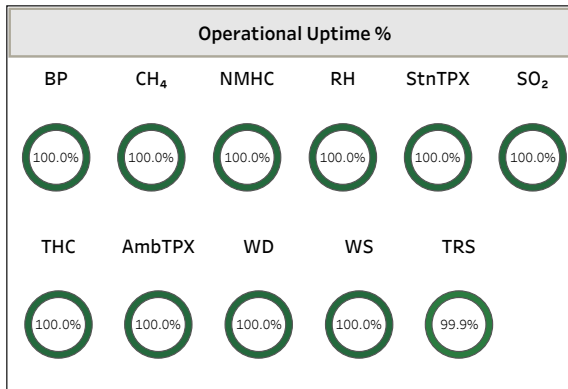 Operational Uptime %
BP CH₄ NMHC RH StnTPX SO₂
100.0% 100.0% 100.0% 100.0% 100.0% 100.0%
THC AmbTPX WD WS TRS
100.0% 100.0% 100.0% 100.0% 99.9%